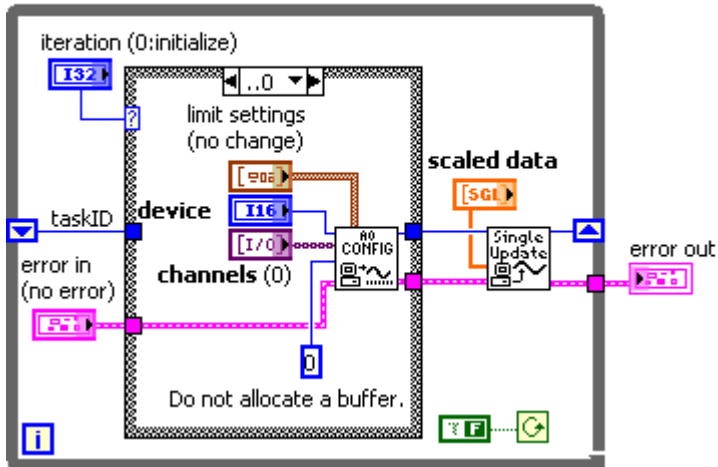 iteration (0:initialize)
I32
..0
?
limit settings
(no change)
scaled data
[SGL]
taskID
device
I16
[I/O]
AO
CONFIG
Single
Update
error in
(no error)
channels (0)
error out
0
Do not allocate a buffer.
i
F